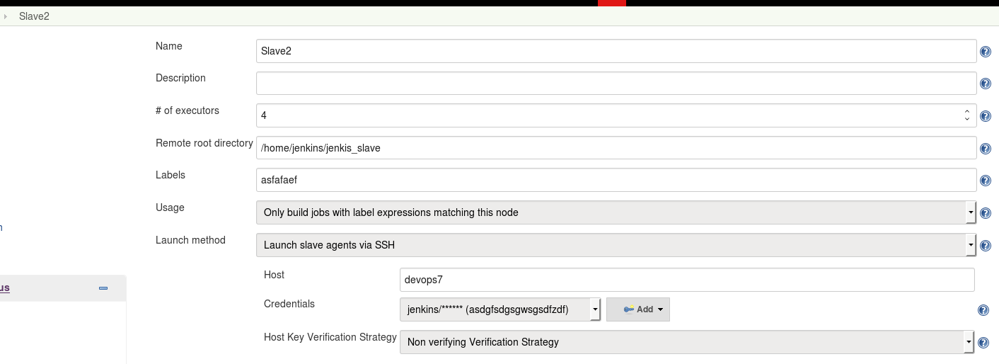 Slave2
Name
Slave2
Description
# of executors
4
Remote root directory
/home/jenkins/jenkis_slave
Labels
asfafaef
Usage
Only build jobs with label expressions matching this node
Launch method
Launch slave agents via SSH
Host
devops7
us
Credentials
jenkins/****** (asdgfsdgsgwsgsdfzdf)
Add
Host Key Verification Strategy
Non verifying Verification Strategy